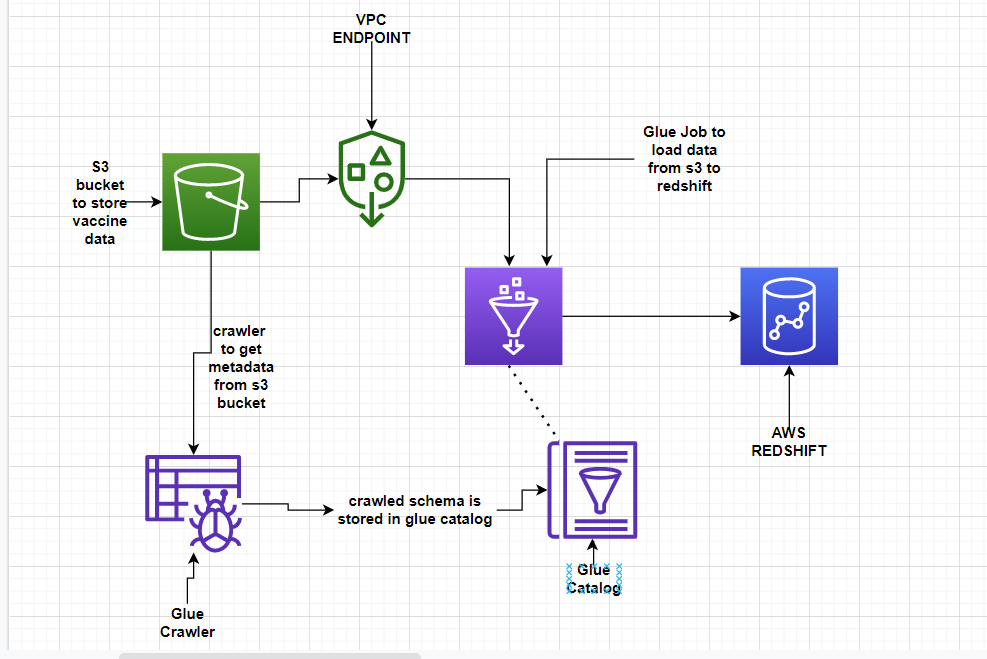 VPC
ENDPOINT
S3
bucket
to store
vaccine
data
Glue Job to
load data
from s3 to
redshift
crawler
to get
metadata
from s3
bucket
AWS
REDSHIFT
crawled schema is
stored in glue catalog
Glue
Catalog
Glue
Crawler